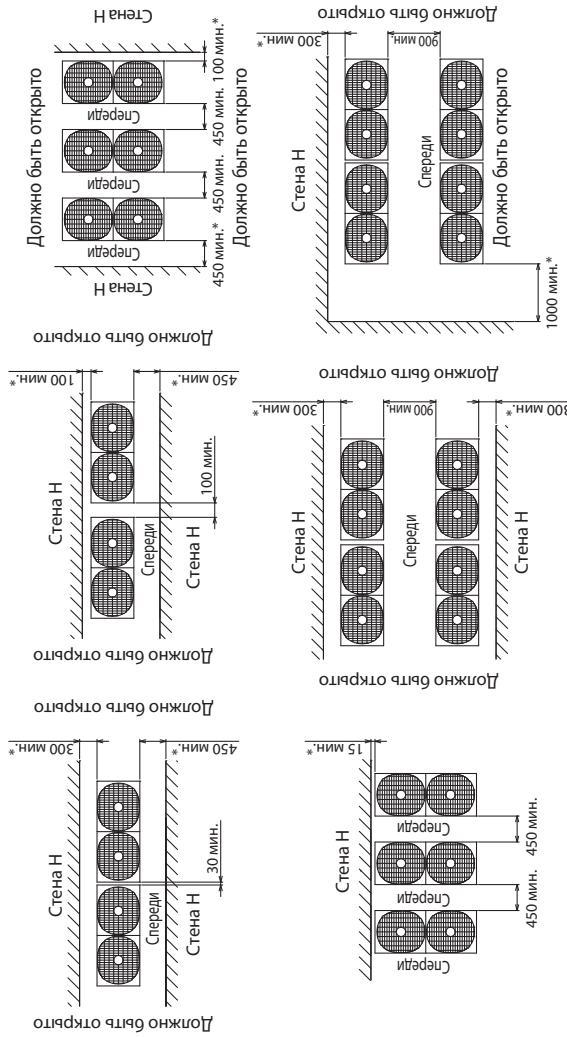 Стена Н
Должно быть открыто
Спереди
Спереди
Спереди
Стена Н
450 мин.*
450 мин.
450 мин.
100 мин.*
Должно быть открыто
Должно быть открыто
300 мин.*
Стена Н
900 мин.
Спереди
Должно быть открыто
1000 мин.*
Должно быть открыто
100 мин.*
Стена Н
Спереди
Стена Н
450 мин.*
100 мин.
Должно быть открыто
Должно быть открыто
300 мин.*
Стена Н
900 мин.
Спереди
Стена Н
300 мин.*
Должно быть открыто
Должно быть открыто
300 мин.*
Стена Н
Спереди
Стена Н
450 мин.*
30 мин.
Должно быть открыто
15 мин.*
Стена Н
Спереди
Спереди
Спереди
450 мин.
450 мин.